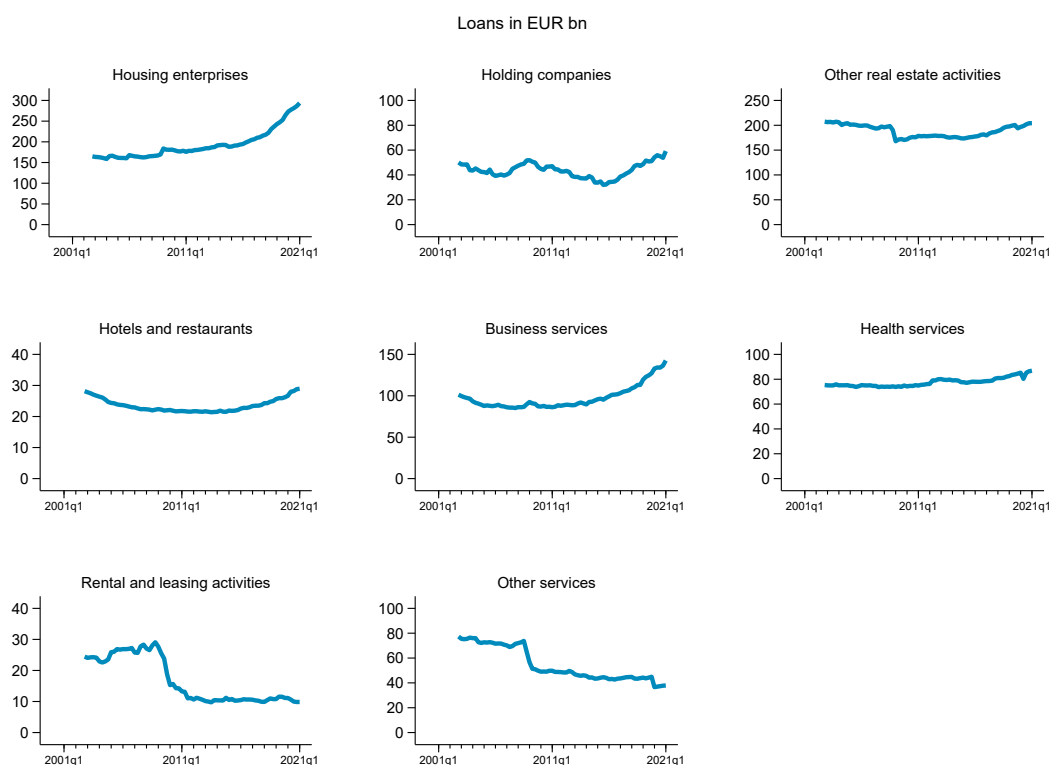 Loans in EUR bn
Housing enterprises
300
250
200
150
100
50
0
2001q1 2011q1 2021q1
Holding companies
100
80
60
40
20
0
2001q1 2011q1 2021q1
Other real estate activities
250
200
150
100
50
0
2001q1 2011q1 2021q1
Hotels and restaurants
40
30
20
10
0
2001q1 2011q1 2021q1
Business services
150
100
50
0
2001q1 2011q1 2021q1
Health services
100
80
60
40
20
0
2001q1 2011q1 2021q1
Rental and leasing activities
40
30
20
10
0
2001q1 2011q1 2021q1
Other services
100
80
60
40
20
0
2001q1 2011q1 2021q1